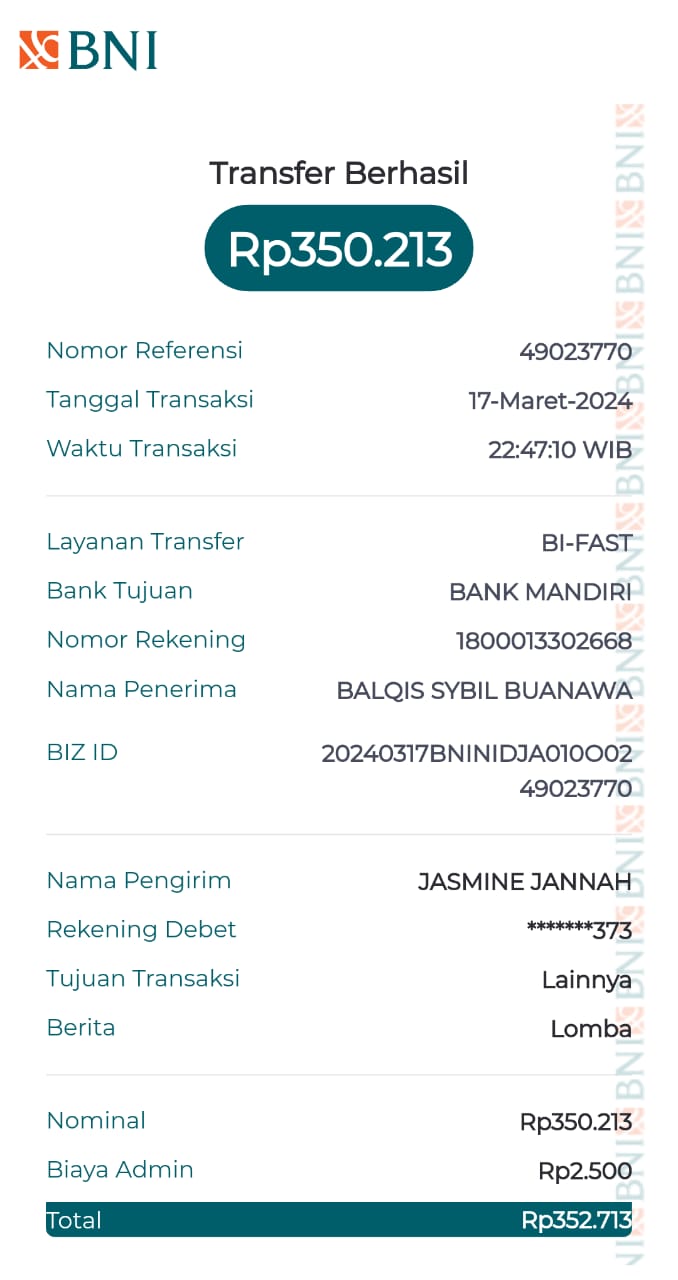 BNI
Transfer Berhasil
Rp350.213
Nomor Referensi 49023770
Tanggal Transaksi 17-Maret-2024
Waktu Transaksi 22:47:10 WIB
Layanan Transfer BI-FAST
Bank Tujuan BANK MANDIRI
Nomor Rekening 1800013302668
Nama Penerima BALQIS SYBIL BUANAWA
BIZ ID 20240317BNINIDJA010O02
49023770
Nama Pengirim JASMINE JANNAH
Rekening Debet *******373
Tujuan Transaksi Lainnya
Berita Lomba
Nominal Rp350.213
Biaya Admin Rp2.500
Total Rp352.713
BNI BNI BNI BNI BNI BNI BNI BNI BNI BNI BNI BNI